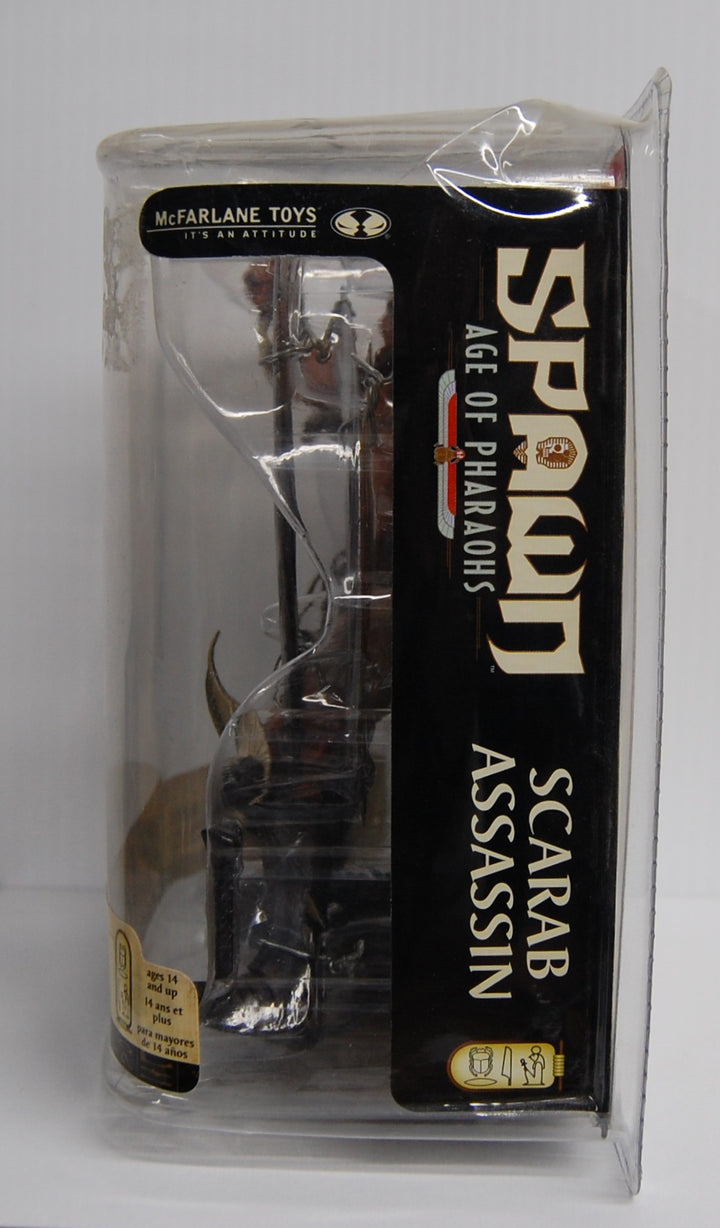 McFARLANE TOYS
IT'S AN ATTITUDE
SPAWN
AGE OF PHARAOHS
SCARAB
ASSASSIN
ages 14
and up
14 ans et
plus
para mayores
de 14 años